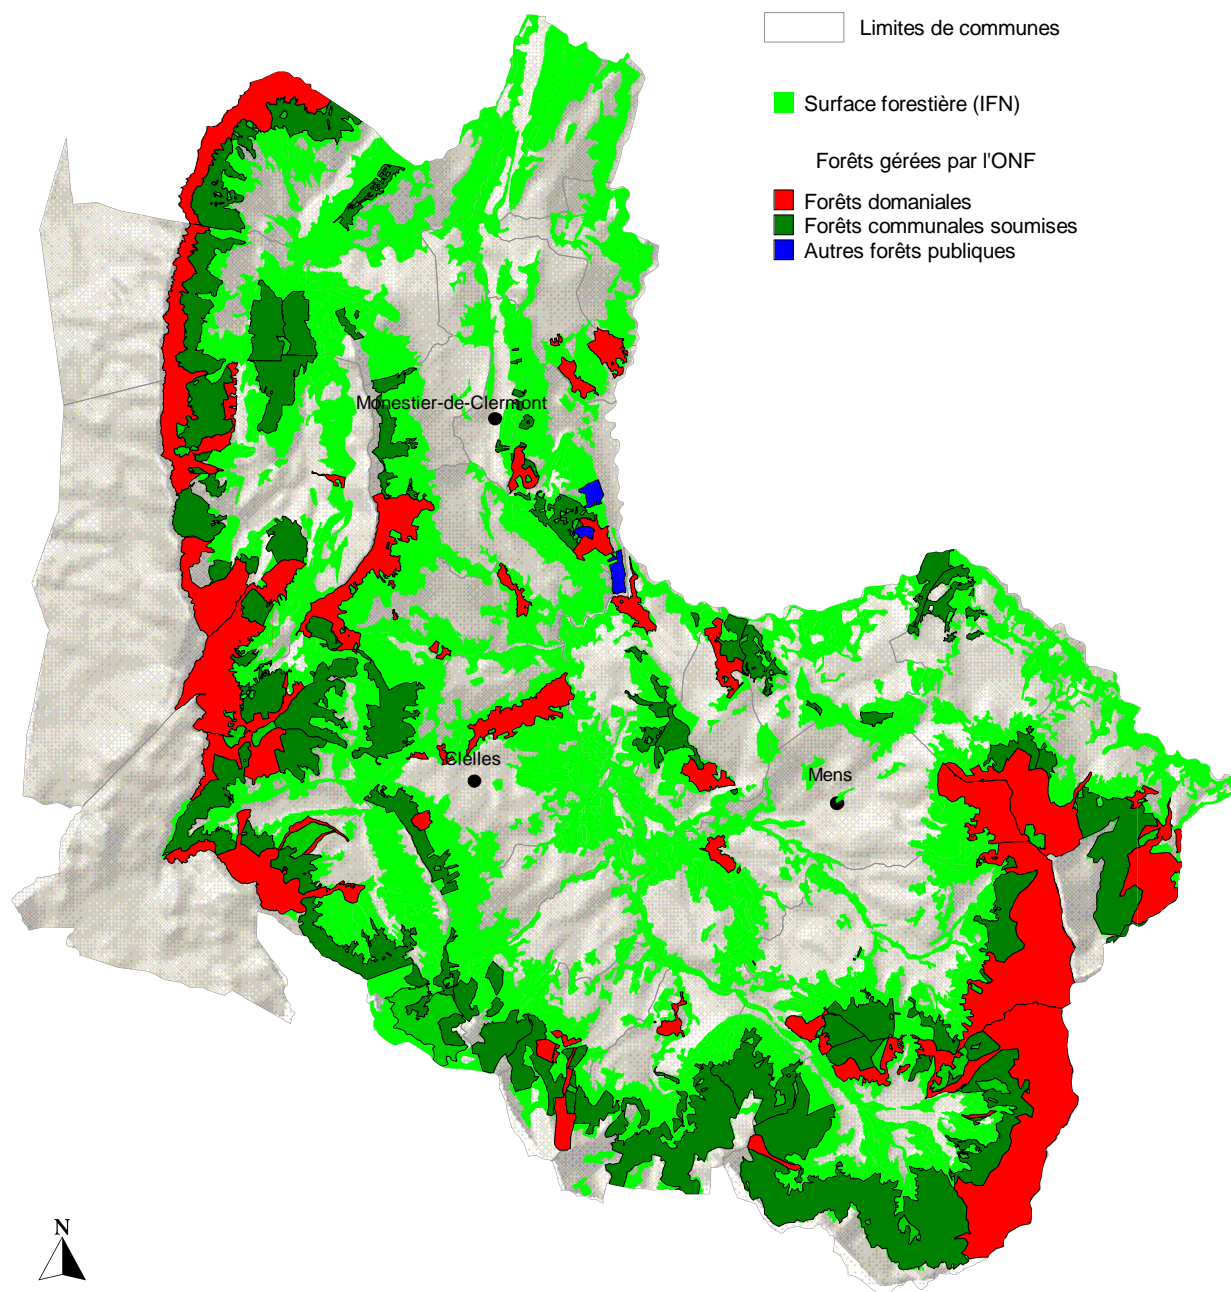 Limites de communes
Surface forestière (IFN)
Forêts gérées par l'ONF
Forêts domaniales
Forêts communales soumises
Autres forêts publiques
Monestier-de-Clermont
Clelles
Mens
N